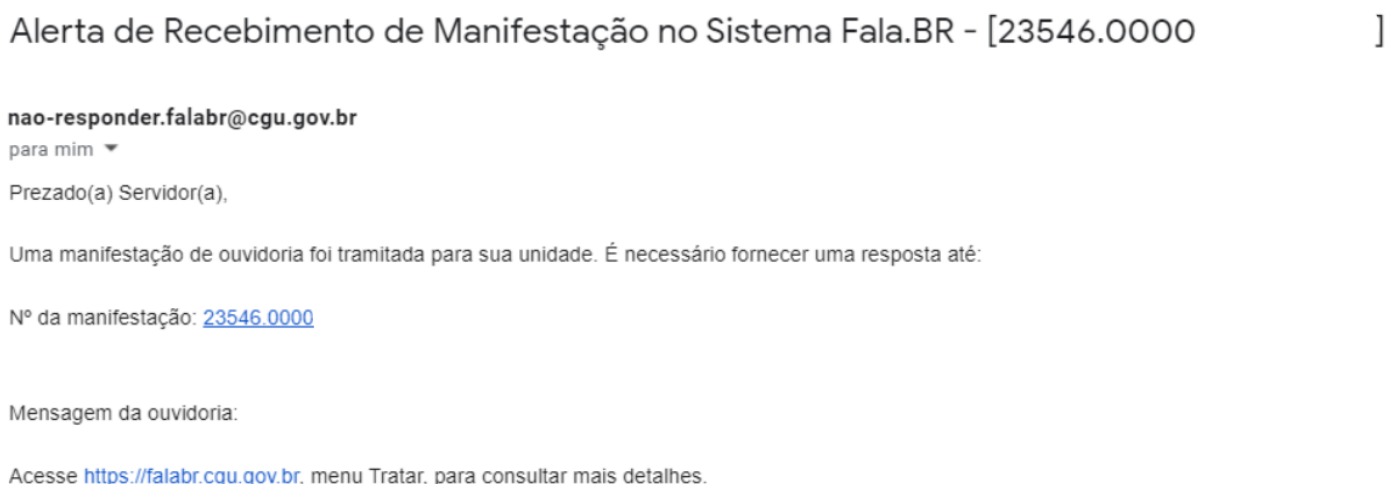 Alerta de Recebimento de Manifestação no Sistema Fala.BR - [23546.0000 ]
nao-responder.falabr@cgu.gov.br
para mim
Prezado(a) Servidor(a),
Uma manifestação de ouvidoria foi tramitada para sua unidade. É necessário fornecer uma resposta até:
Nº da manifestação: 23546.0000
Mensagem da ouvidoria:
Acesse https://falabr.cgu.gov.br, menu Tratar, para consultar mais detalhes.